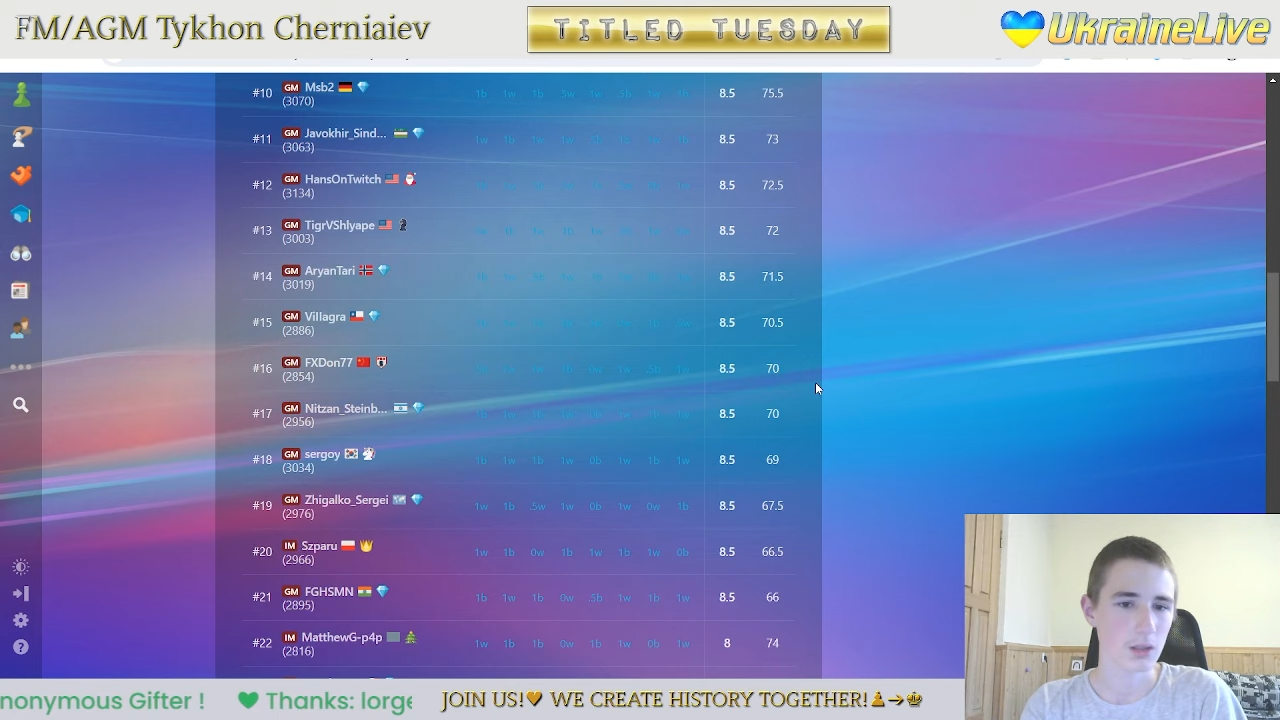 FM/AGM Tykhon Cherniaiev
TITLED TUESDAY
UkraineLive
#10 GM Msb2 (3070) 8.5 75.5
#11 GM Javokhir_Sind... (3063) 8.5 73
#12 GM HansOnTwitch (3134) 8.5 72.5
#13 GM TigrVShlyape (3003) 8.5 72
#14 GM AryanTari (3019) 8.5 71.5
#15 GM Villagra (2886) 8.5 70.5
#16 GM FXDon77 (2854) 8.5 70
#17 GM Nitzan_Steinb... (2956) 8.5 70
#18 GM sergoy (3034) 1b 1w 1b 1w 0b 1w 1b 1w 8.5 69
#19 GM Zhigalko_Sergei (2976) 1w 1b .5w 1w 0b 1w 0w 1b 8.5 67.5
#20 IM Szparu (2966) 1w 1b 0w 1b 1w 1b 1w 0b 8.5 66.5
#21 GM FGHSMN (2895) 1b 1w 1b 0w .5b 1w 1b 1w 8.5 66
#22 IM MatthewG-p4p (2816) 1w 1b 1b 0w 1b 1w 0b 1w 8 74
nonymous Gifter ! Thanks: lorge
JOIN US! WE CREATE HISTORY TOGETHER!